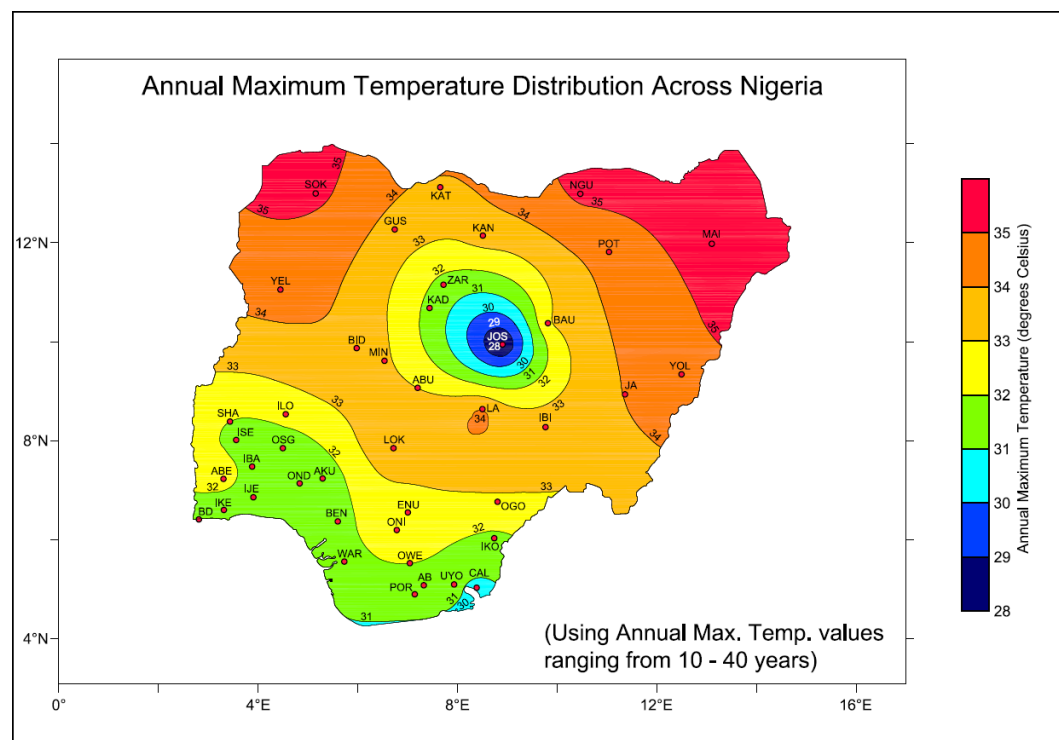 Annual Maximum Temperature Distribution Across Nigeria
35
SOK
35
34
KAT
NGU
35
34
GUS
KAN
MAI
12°N
33
POT
32
ZAR
31
YEL
KAD
30
34
29
BAU
35
JOS
28
BID
MIN
30
31
YOL
33
ABU
32
JA
33
33
LA
ILO
34
IBI
SHA
34
8°N
ISE
OSG
32
LOK
IBA
ABE
OND
AKU
32
33
IJE
OGO
IKE
ENU
BD
BEN
ONI
32
IKO
WAR
OWE
CAL
AB
UYO
POR
31
30
31
4°N
(Using Annual Max. Temp. values
ranging from 10 - 40 years)
0°
4°E
8°E
12°E
16°E
35
34
33
32
31
30
29
28
Annual Maximum Temperature (degrees Celsius)